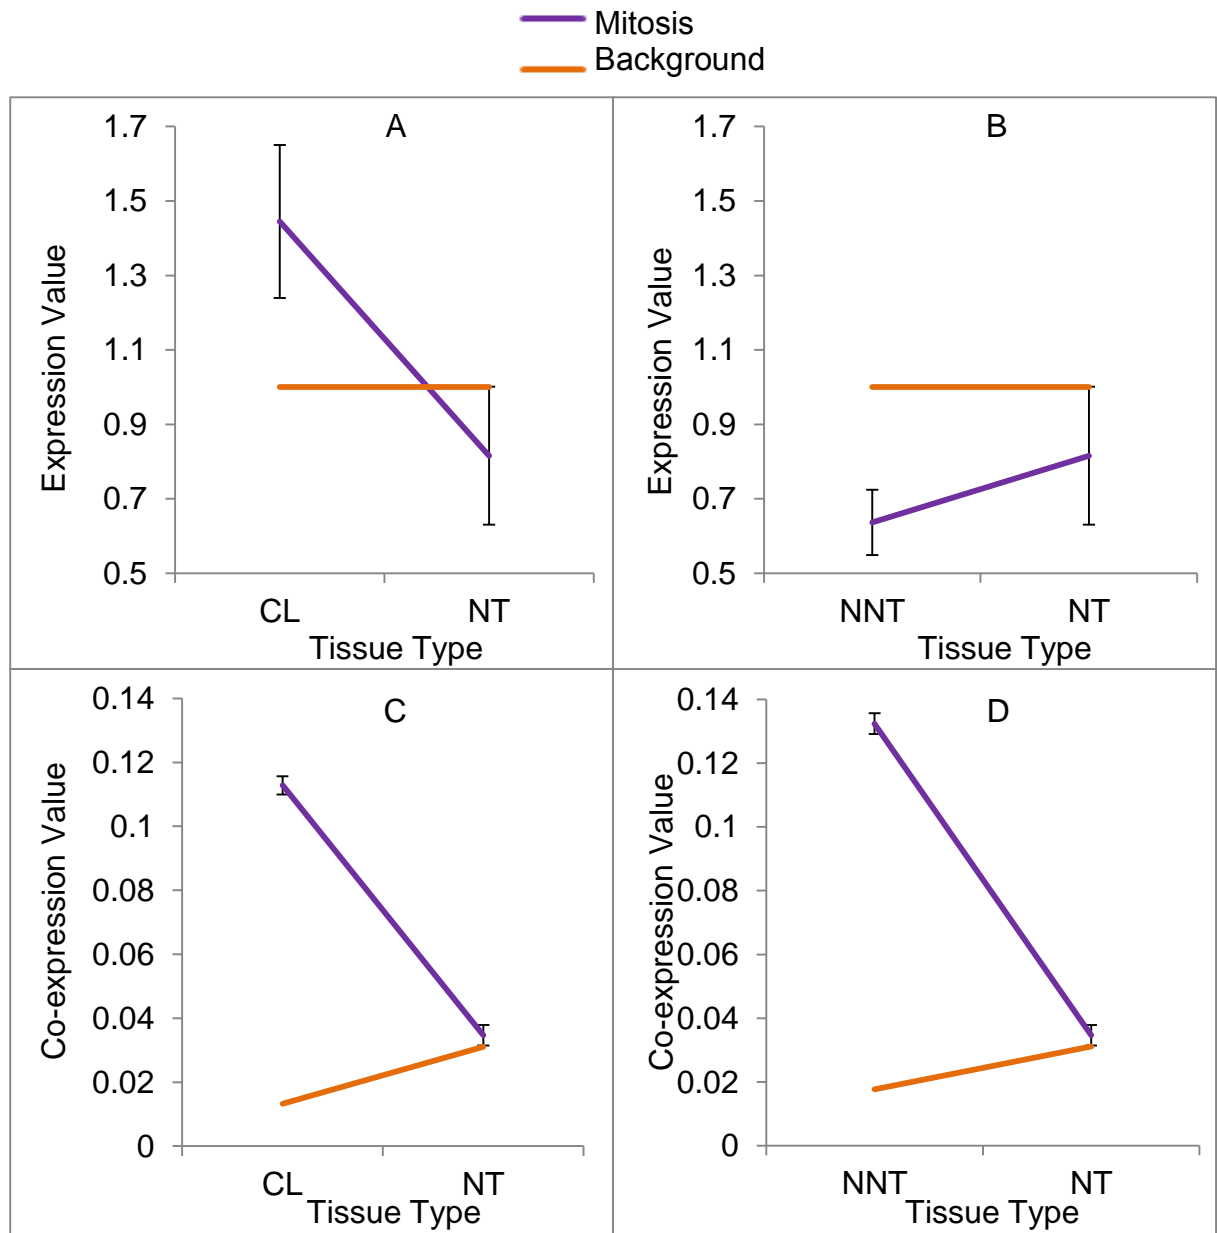 Mitosis
Background
A
1.7
1.5
1.3
1.1
0.9
0.7
0.5
Expression Value
CL
NT
Tissue Type
B
1.7
1.5
1.3
1.1
0.9
0.7
0.5
Expression Value
NNT
NT
Tissue Type
C
0.14
0.12
0.1
0.08
0.06
0.04
0.02
0
Co-expression Value
CL
NT
Tissue Type
D
0.14
0.12
0.1
0.08
0.06
0.04
0.02
0
Co-expression Value
NNT
NT
Tissue Type